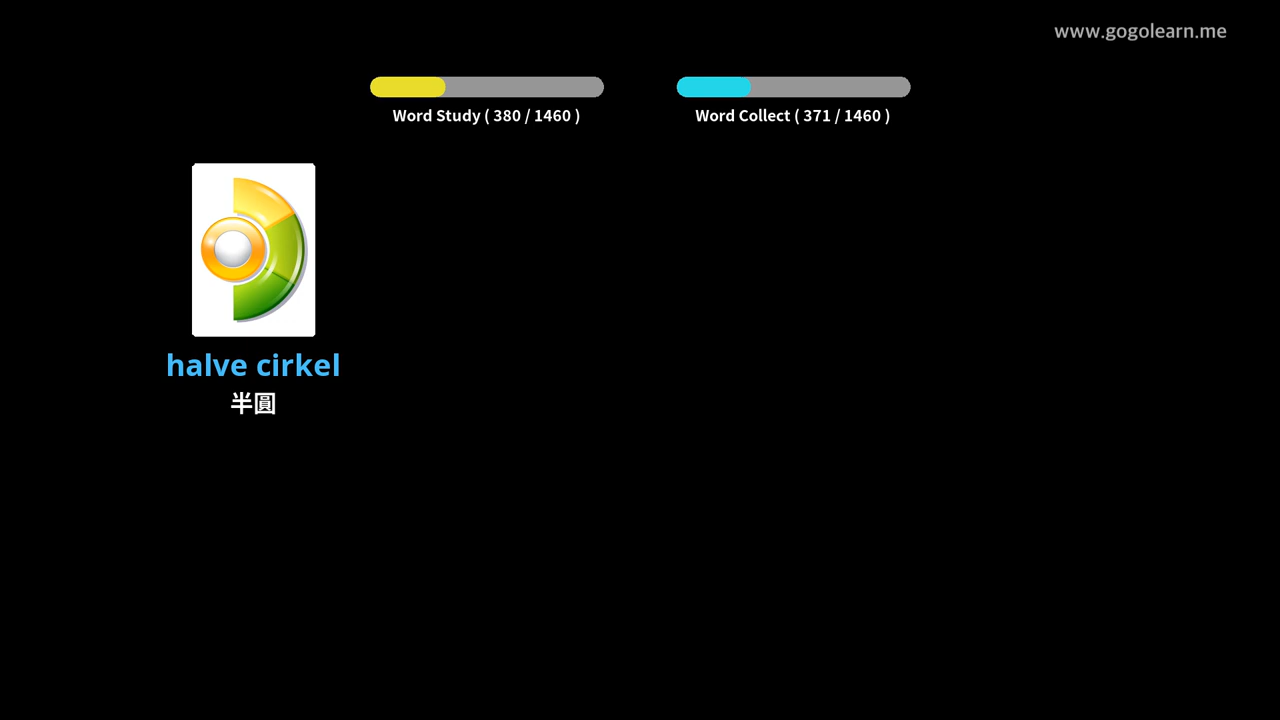 www.gogolearn.me
Word Study ( 380 / 1460 )
Word Collect ( 371 / 1460 )
halve cirkel
半圓